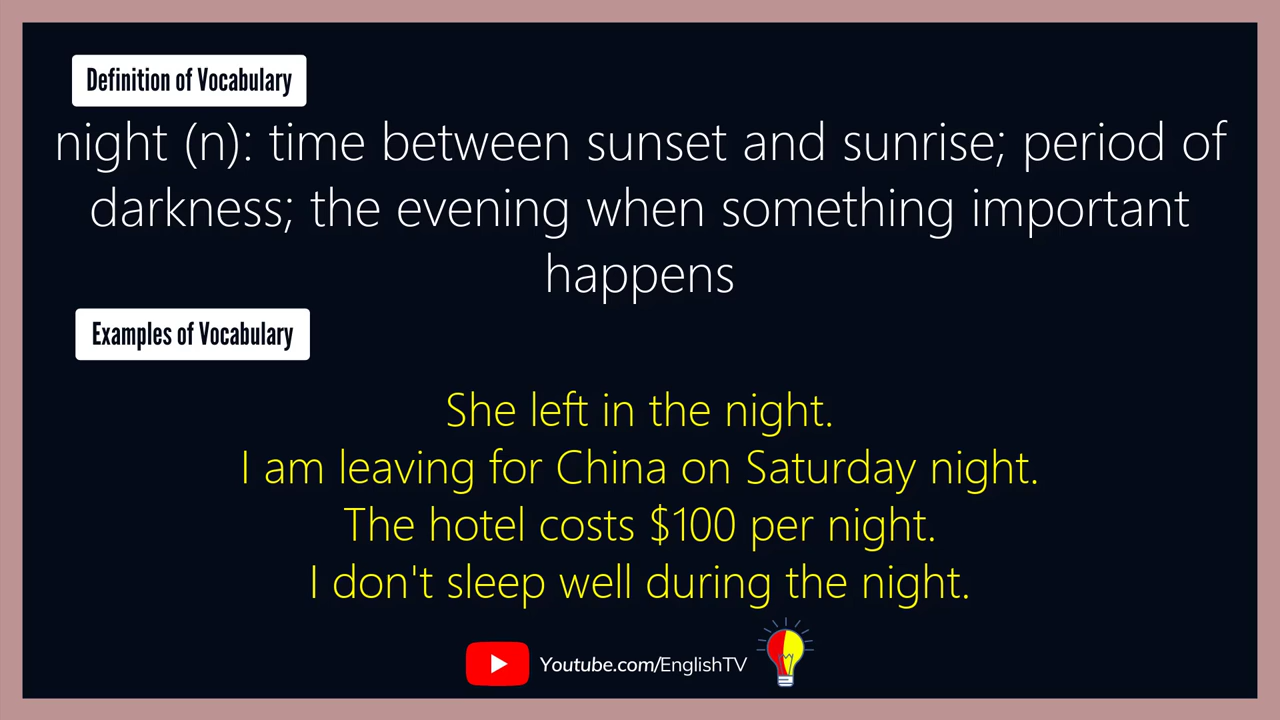 Definition of Vocabulary
night (n): time between sunset and sunrise; period of
darkness; the evening when something important
happens
Examples of Vocabulary
She left in the night.
I am leaving for China on Saturday night.
The hotel costs $100 per night.
I don't sleep well during the night.
Youtube.com/EnglishTV